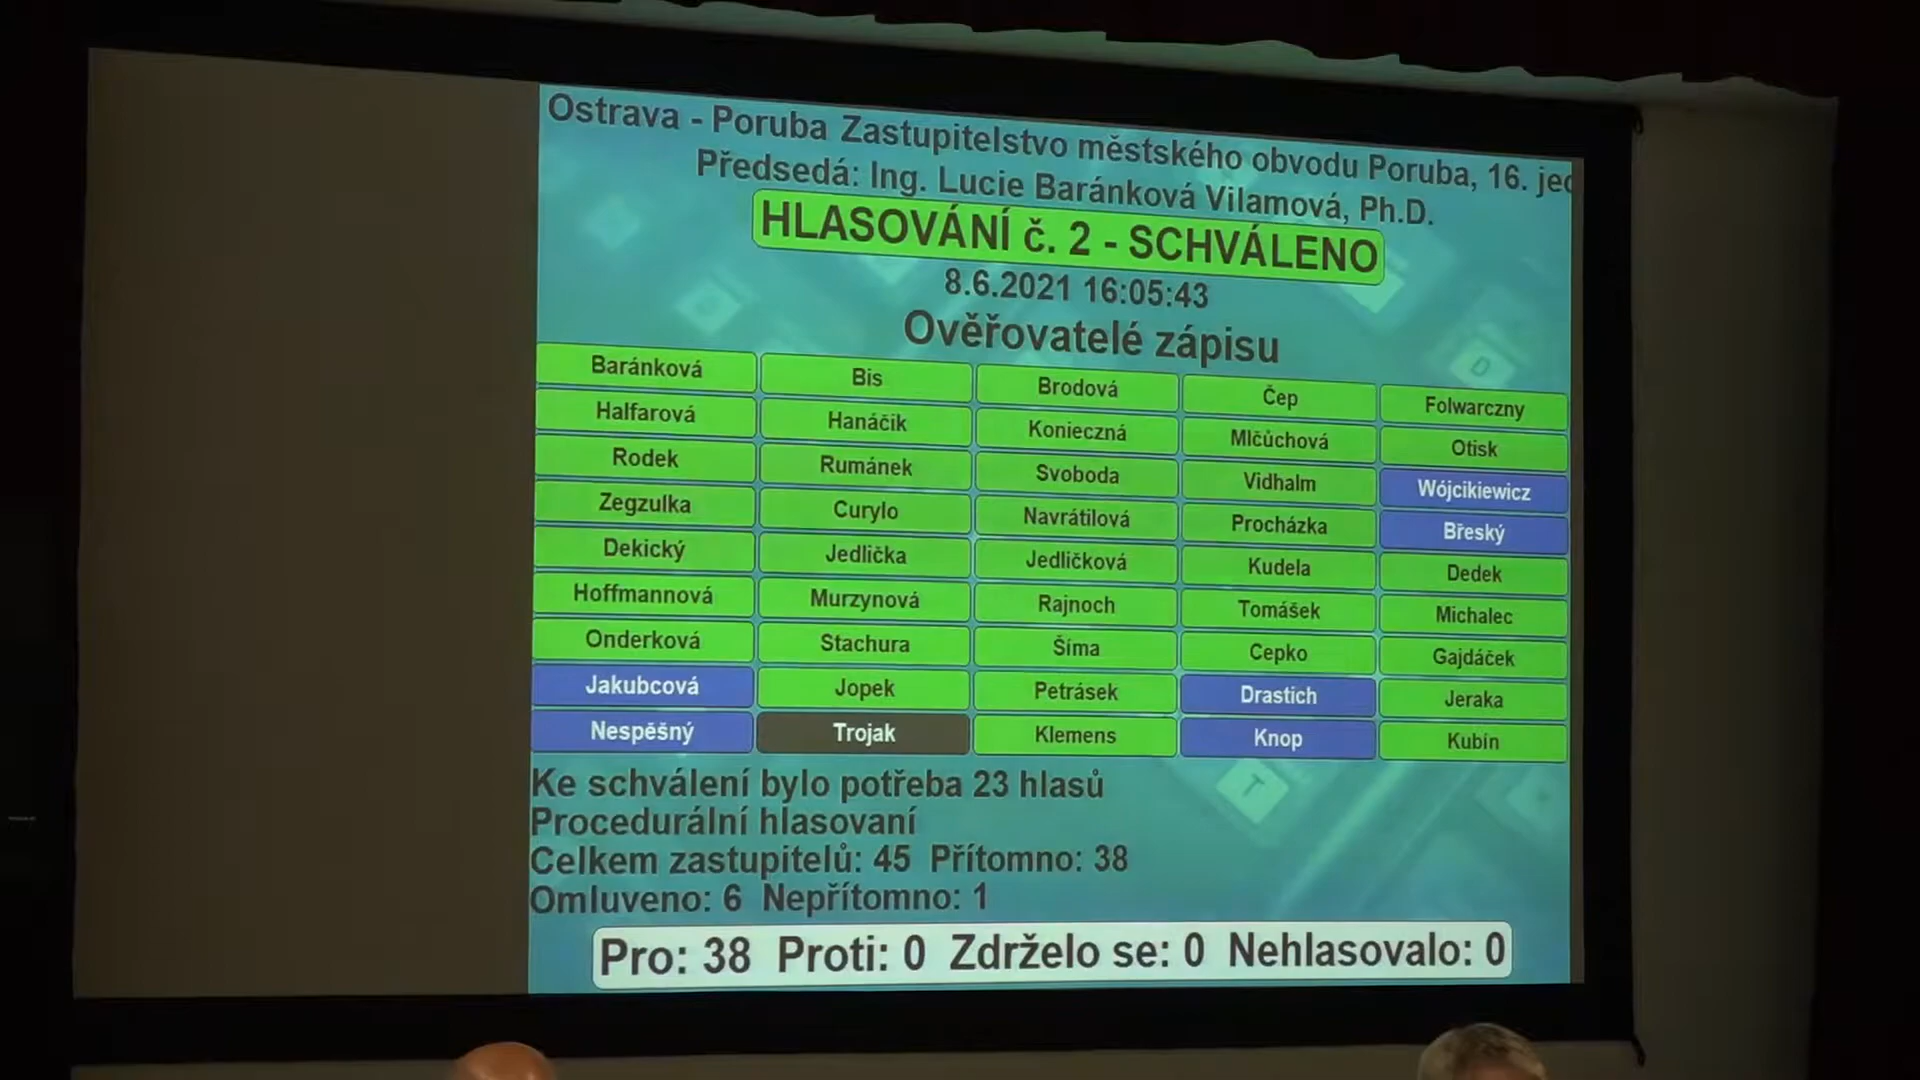 Ostrava - Poruba Zastupitelstvo městského obvodu Poruba, 16. jec
Předsedá: Ing. Lucie Baránková Vilamová, Ph.D.
HLASOVÁNÍ č. 2 - SCHVÁLENO
8.6.2021 16:05:43
Ověřovatelé zápisu
Baránková Bis Brodová Čep Folwarczny
Halfarová Hanáčik Konieczná Mlčúchová Otisk
Rodek Rumánek Svoboda Vidhalm Wójcikiewicz
Zegzulka Curylo Navrátilová Procházka Břeský
Dekický Jedlička Jedličková Kudela Dedek
Hoffmannová Murzynová Rajnoch Tomášek Michalec
Onderková Stachura Šíma Cepko Gajdáček
Jakubcová Jopek Petrásek Drastich Jeraka
Nespěšný Trojak Klemens Knop Kubín
Ke schválení bylo potřeba 23 hlasů
Procedurální hlasovaní
Celkem zastupitelů: 45 Přítomno: 38
Omluveno: 6 Nepřítomno: 1
Pro: 38 Proti: 0 Zdrželo se: 0 Nehlasovalo: 0